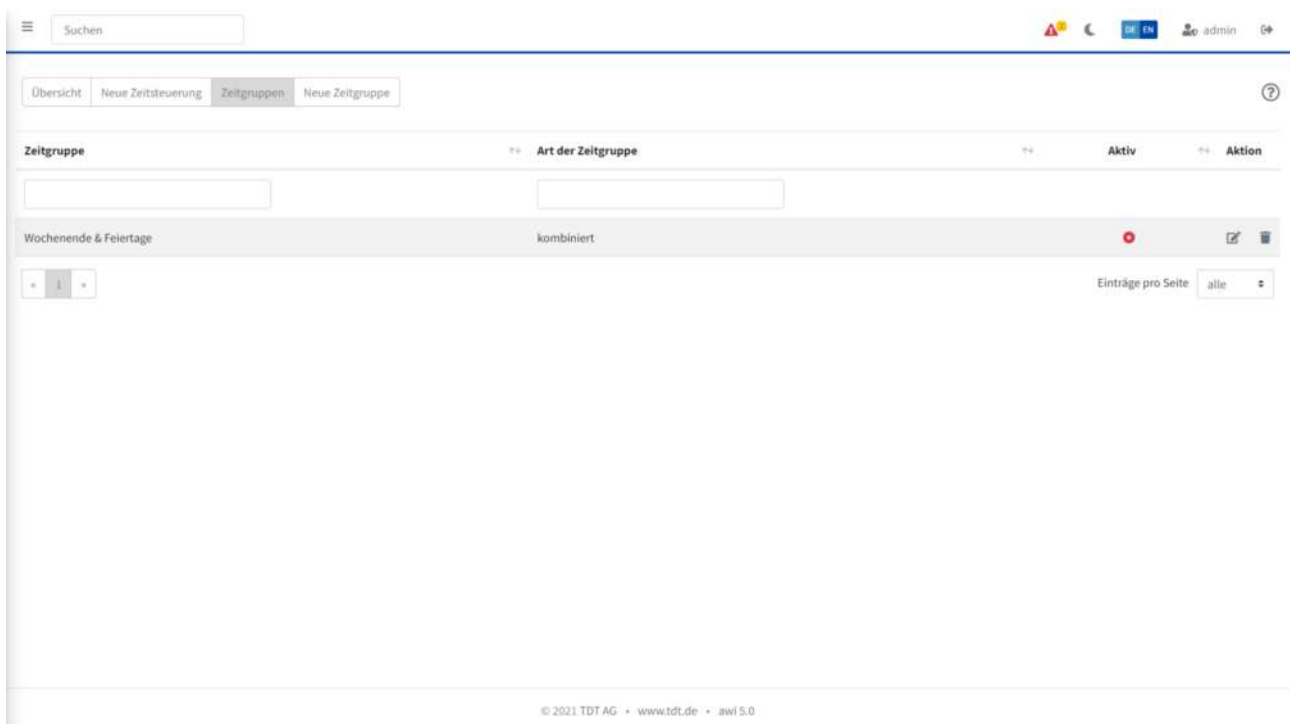 Suchen
DE EN admin
Übersicht Neue Zeitsteuerung Zeitgruppen Neue Zeitgruppe
Zeitgruppe Art der Zeitgruppe Aktiv Aktion
Wochenende & Feiertage kombiniert
« 1 » Einträge pro Seite alle
© 2021 TDT AG • www.tdt.de • awi 5.0